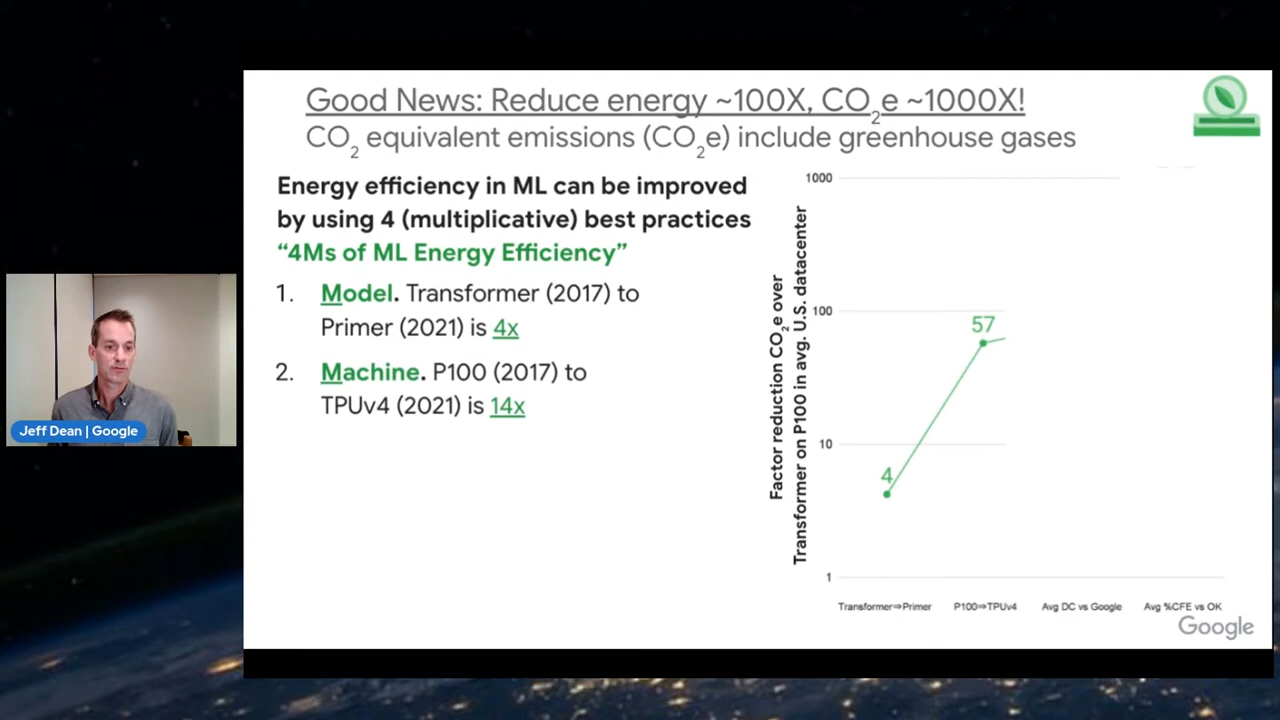 Good News: Reduce energy ~100X, CO2e ~1000X!
CO2 equivalent emissions (CO2e) include greenhouse gases
Energy efficiency in ML can be improved
by using 4 (multiplicative) best practices
“4Ms of ML Energy Efficiency”
1. Model. Transformer (2017) to
Primer (2021) is 4x
2. Machine. P100 (2017) to
TPUv4 (2021) is 14x
Factor reduction CO2e over
Transformer on P100 in avg. U.S. datacenter
1000
100
10
1
57
4
Transformer⇒Primer
P100⇒TPUv4
Avg DC vs Google
Avg %CFE vs OK
Google
Jeff Dean | Google